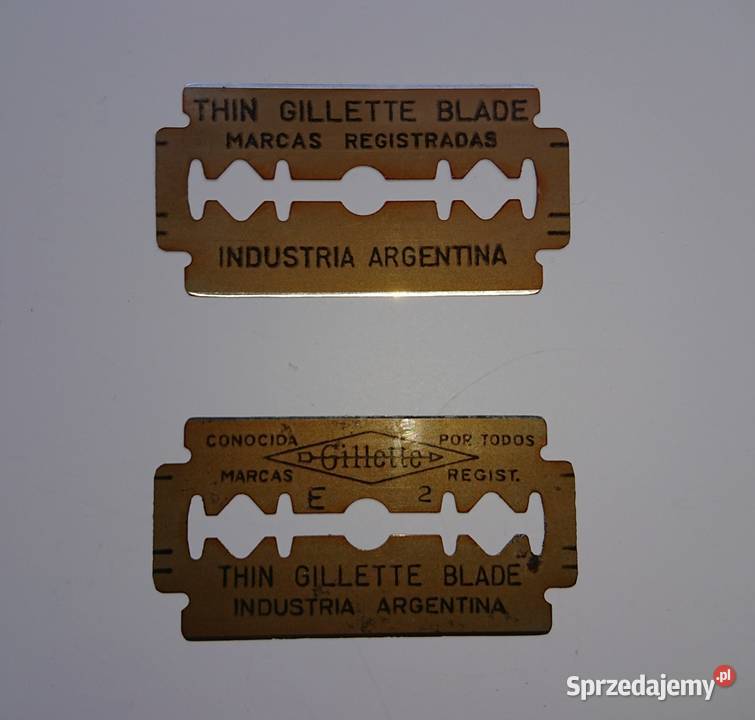 THIN GILLETTE BLADE
MARCAS REGISTRADAS
INDUSTRIA ARGENTINA
CONOCIDA Gillette POR TODOS
MARCAS REGIST.
E 2
THIN GILLETTE BLADE
INDUSTRIA ARGENTINA
Sprzedajemy.pl